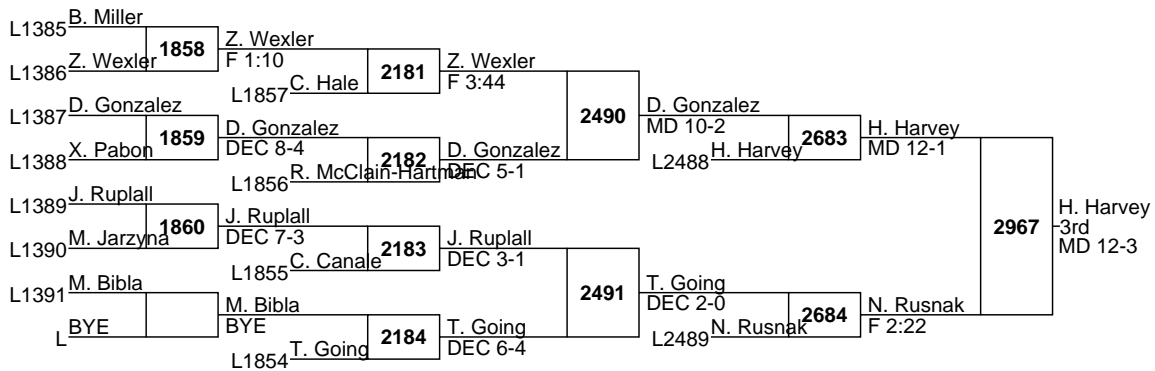 B. Miller
L1385
1858
Z. Wexler
F 1:10
Z. Wexler
L1386
2181
Z. Wexler
F 3:44
C. Hale
L1857
D. Gonzalez
L1387
2490
D. Gonzalez
MD 10-2
1859
D. Gonzalez
DEC 8-4
X. Pabon
L1388
2182
D. Gonzalez
DEC 5-1
R. McClain-Hartman
L1856
2683
H. Harvey
MD 12-1
H. Harvey
L2488
J. Ruplall
L1389
1860
J. Ruplall
DEC 7-3
M. Jarzyna
L1390
2183
J. Ruplall
DEC 3-1
C. Canale
L1855
2967
H. Harvey
3rd
MD 12-3
M. Bibla
L1391
2491
T. Going
DEC 2-0
M. Bibla
BYE
BYE
L
2184
T. Going
DEC 6-4
T. Going
L1854
2684
N. Rusnak
F 2:22
N. Rusnak
L2489